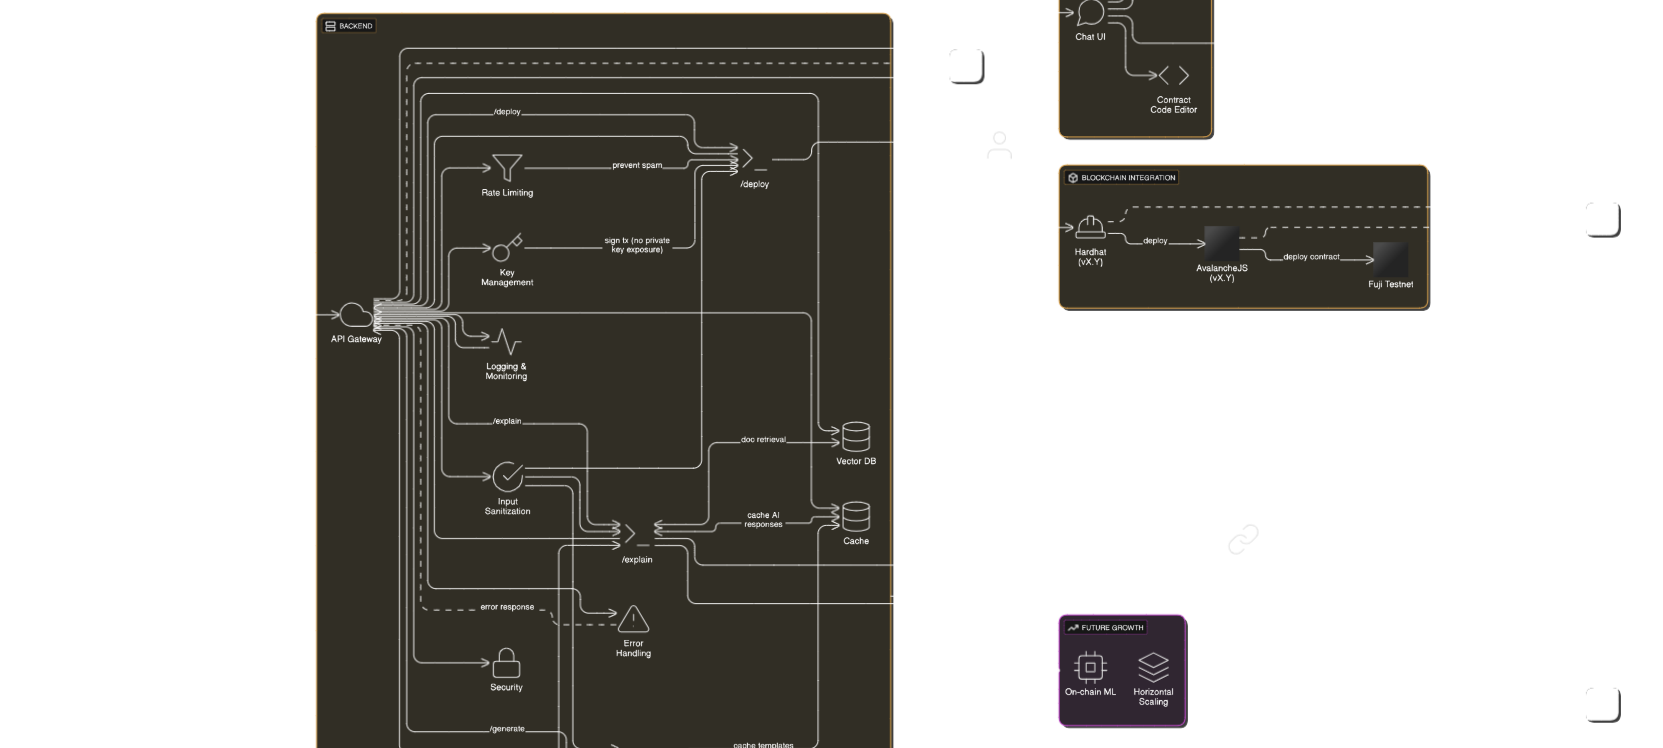 BACKEND
/deploy
Rate Limiting
prevent spam
/deploy
sign tx (no private
key exposure)
Key
Management
API Gateway
Logging &
Monitoring
/explain
doc retrieval
Vector DB
Input
Sanitization
cache AI
responses
Cache
/explain
error response
Error
Handling
Security
/generate
cache templates
Chat UI
Contract
Code Editor
BLOCKCHAIN INTEGRATION
Hardhat
(vX.Y)
deploy
AvalancheJS
(vX.Y)
deploy contract
Fuji Testnet
FUTURE GROWTH
On-chain ML
Horizontal
Scaling